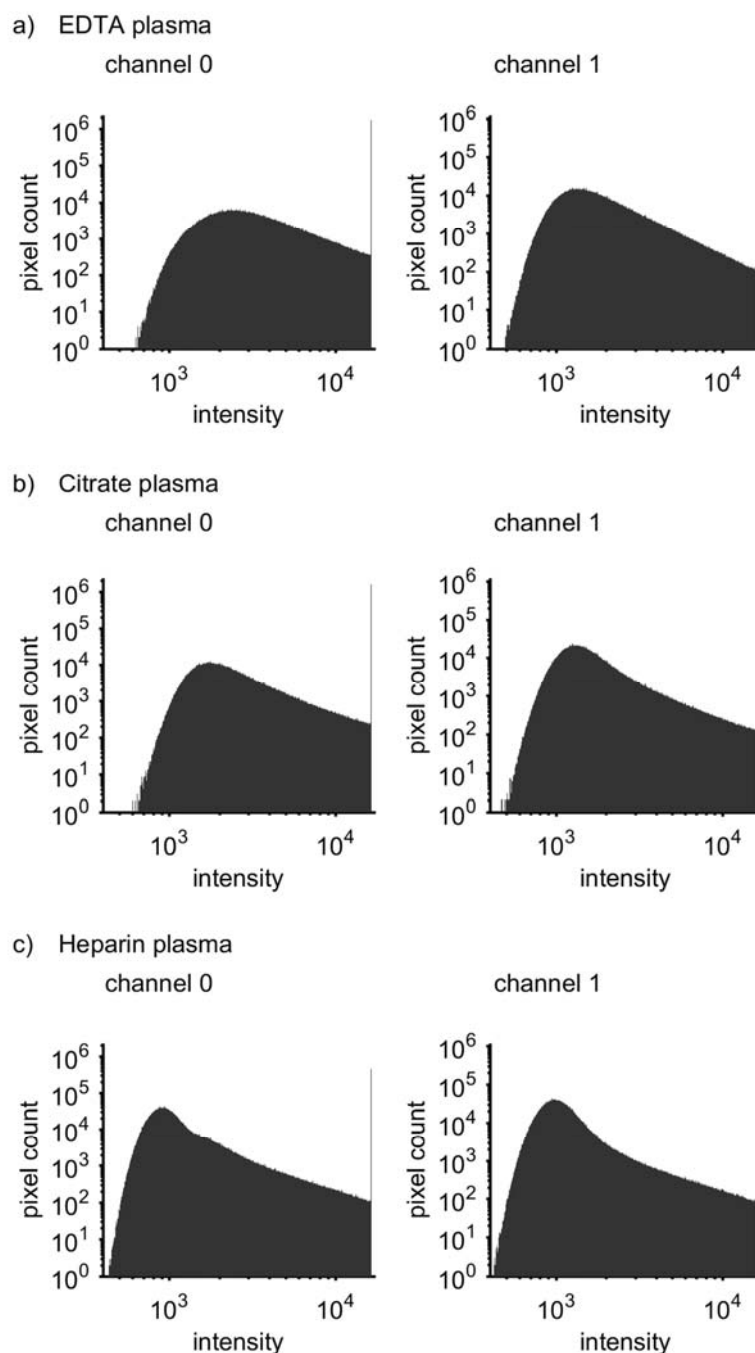 a) EDTA plasma
channel 0 channel 1
10^6 10^6
10^5 10^5
10^4 10^4
10^3 10^3
10^2 10^2
10^1 10^1
10^0 10^0
pixel count pixel count
10^3 10^4 10^3 10^4
intensity intensity
b) Citrate plasma
channel 0 channel 1
10^6 10^6
10^5 10^5
10^4 10^4
10^3 10^3
10^2 10^2
10^1 10^1
10^0 10^0
pixel count pixel count
10^3 10^4 10^3 10^4
intensity intensity
c) Heparin plasma
channel 0 channel 1
10^6 10^6
10^5 10^5
10^4 10^4
10^3 10^3
10^2 10^2
10^1 10^1
10^0 10^0
pixel count pixel count
10^3 10^4 10^3 10^4
intensity intensity